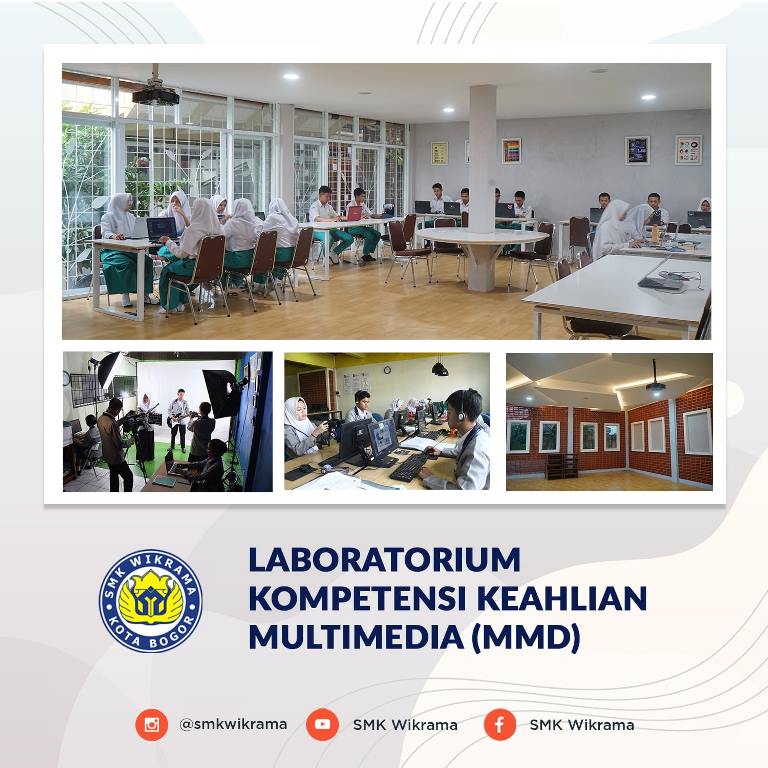 SMK WIKRAMA
KOTA BOGOR
LABORATORIUM
KOMPETENSI KEAHLIAN
MULTIMEDIA (MMD)
@smkwikrama
SMK Wikrama
SMK Wikrama